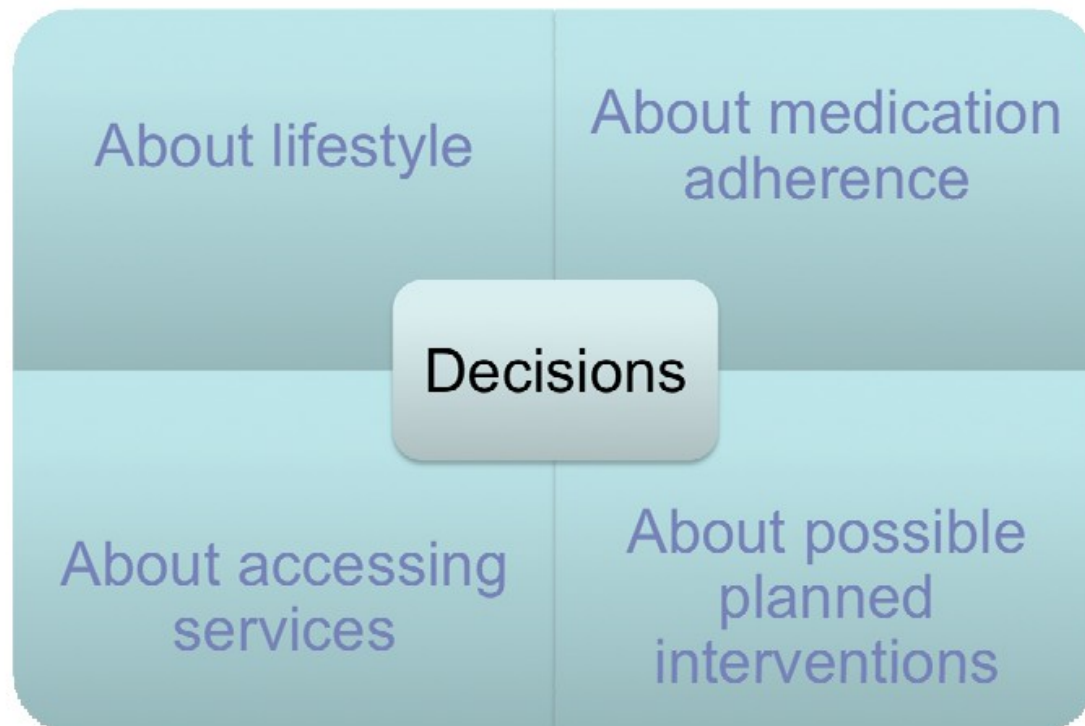 About lifestyle
About medication
adherence
Decisions
About accessing
services
About possible
planned
interventions